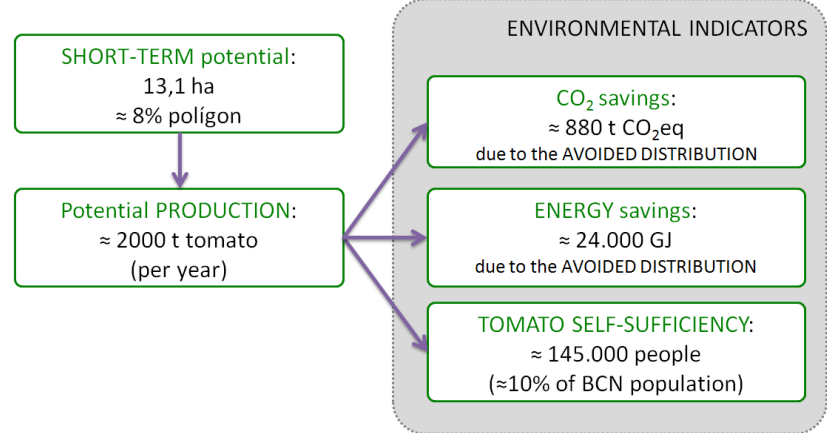 SHORT-TERM potential:
13,1 ha
≈ 8% polígon
Potential PRODUCTION:
≈ 2000 t tomato
(per year)
ENVIRONMENTAL INDICATORS
CO₂ savings:
≈ 880 t CO₂eq
due to the AVOIDED DISTRIBUTION
ENERGY savings:
≈ 24.000 GJ
due to the AVOIDED DISTRIBUTION
TOMATO SELF-SUFFICIENCY:
≈ 145.000 people
(≈10% of BCN population)